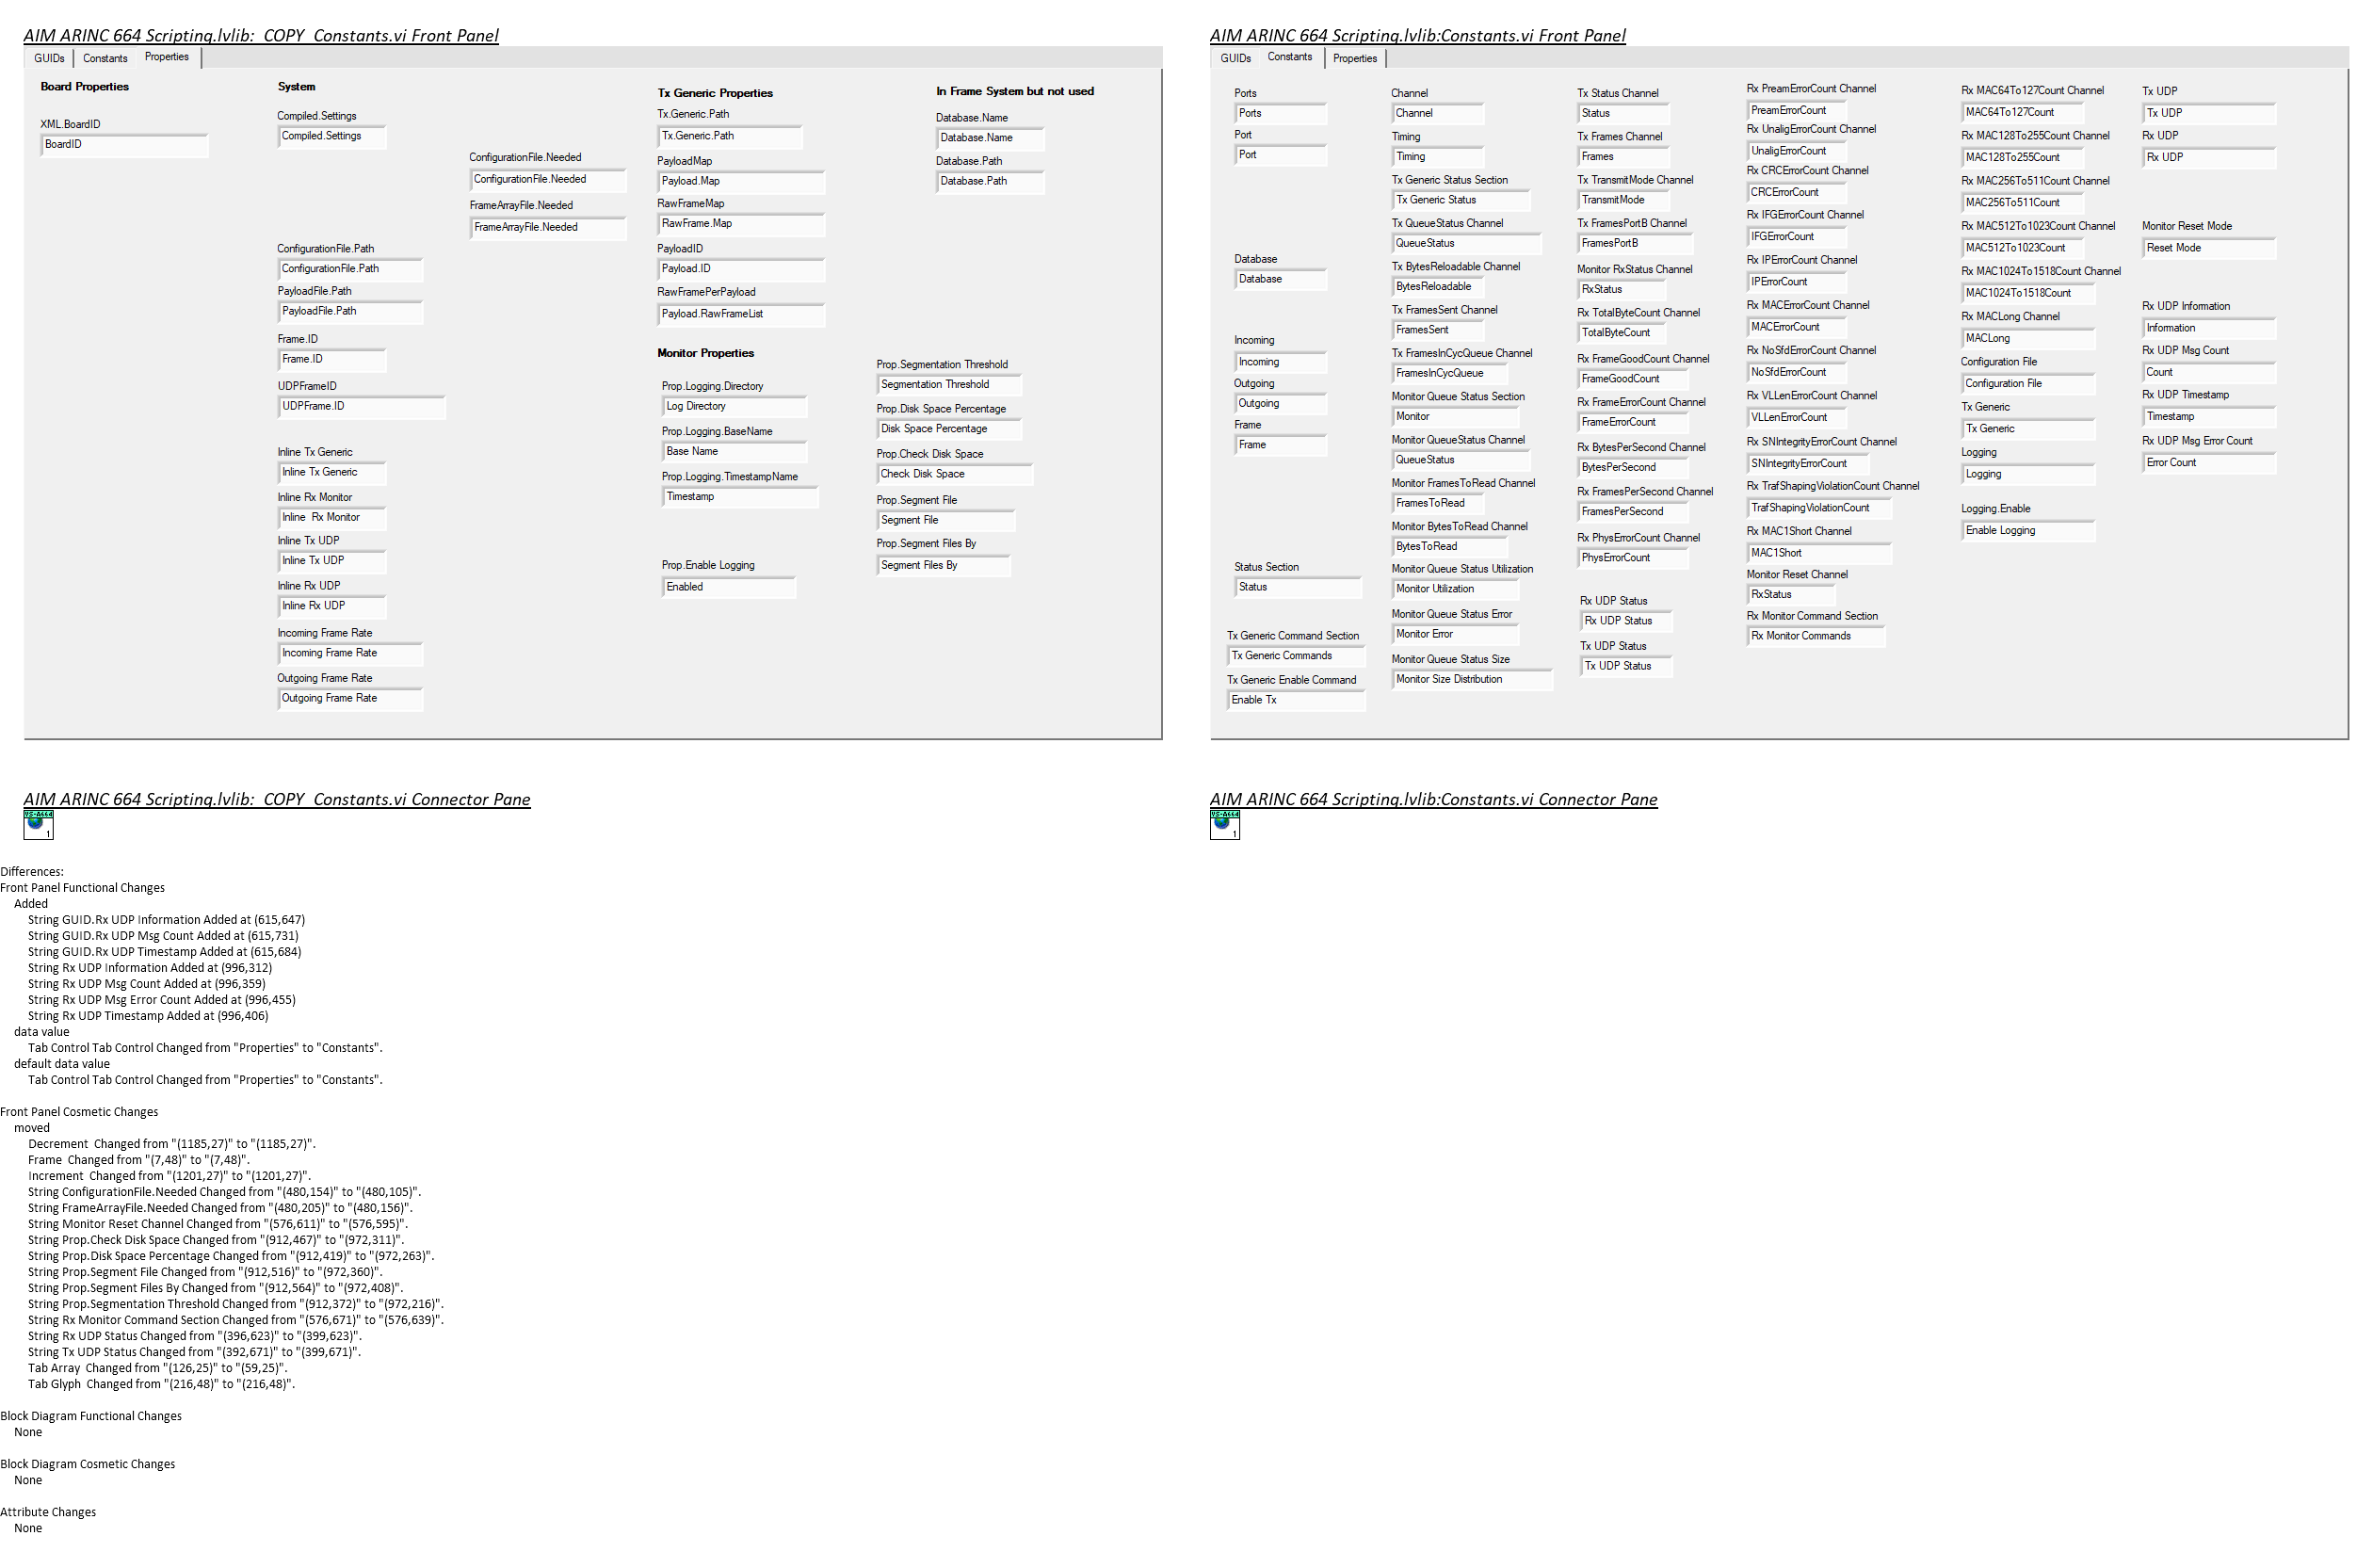 AIM ARINC 664 Scripting.lvlib:_COPY_Constants.vi Front Panel
GUIDs Constants Properties
Board Properties
XML.BoardID
BoardID
System
Compiled.Settings
Compiled.Settings
ConfigurationFile.Needed
ConfigurationFile.Needed
FrameArrayFile.Needed
FrameArrayFile.Needed
ConfigurationFile.Path
ConfigurationFile.Path
PayloadFile.Path
PayloadFile.Path
Frame.ID
Frame.ID
UDPFrameID
UDPFrame.ID
Inline Tx Generic
Inline Tx Generic
Inline Rx Monitor
Inline  Rx Monitor
Inline Tx UDP
Inline Tx UDP
Inline Rx UDP
Inline Rx UDP
Incoming Frame Rate
Incoming Frame Rate
Outgoing Frame Rate
Outgoing Frame Rate
Tx Generic Properties
Tx.Generic.Path
Tx.Generic.Path
PayloadMap
Payload.Map
RawFrameMap
RawFrame.Map
PayloadID
Payload.ID
RawFramePerPayload
Payload.RawFrameList
Monitor Properties
Prop.Logging.Directory
Log Directory
Prop.Logging.BaseName
Base Name
Prop.Logging.TimestampName
Timestamp
Prop.Enable Logging
Enabled
In Frame System but not used
Database.Name
Database.Name
Database.Path
Database.Path
Prop.Segmentation Threshold
Segmentation Threshold
Prop.Disk Space Percentage
Disk Space Percentage
Prop.Check Disk Space
Check Disk Space
Prop.Segment File
Segment File
Prop.Segment Files By
Segment Files By
AIM ARINC 664 Scripting.lvlib:Constants.vi Front Panel
GUIDs Constants Properties
Ports
Ports
Port
Port
Database
Database
Incoming
Incoming
Outgoing
Outgoing
Frame
Frame
Status Section
Status
Tx Generic Command Section
Tx Generic Commands
Tx Generic Enable Command
Enable Tx
Channel
Channel
Timing
Timing
Tx Generic Status Section
Tx Generic Status
Tx QueueStatus Channel
QueueStatus
Tx BytesReloadable Channel
BytesReloadable
Tx FramesSent Channel
FramesSent
Tx FramesInCycQueue Channel
FramesInCycQueue
Monitor Queue Status Section
Monitor
Monitor QueueStatus Channel
QueueStatus
Monitor FramesToRead Channel
FramesToRead
Monitor BytesToRead Channel
BytesToRead
Monitor Queue Status Utilization
Monitor Utilization
Monitor Queue Status Error
Monitor Error
Monitor Queue Status Size
Monitor Size Distribution
Tx Status Channel
Status
Tx Frames Channel
Frames
Tx TransmitMode Channel
TransmitMode
Tx FramesPortB Channel
FramesPortB
Monitor RxStatus Channel
RxStatus
Rx TotalByteCount Channel
TotalByteCount
Rx FrameGoodCount Channel
FrameGoodCount
Rx FrameErrorCount Channel
FrameErrorCount
Rx BytesPerSecond Channel
BytesPerSecond
Rx FramesPerSecond Channel
FramesPerSecond
Rx PhysErrorCount Channel
PhysErrorCount
Rx UDP Status
Rx UDP Status
Tx UDP Status
Tx UDP Status
Rx PreamErrorCount Channel
PreamErrorCount
Rx UnaligErrorCount Channel
UnaligErrorCount
Rx CRCErrorCount Channel
CRCErrorCount
Rx IFGErrorCount Channel
IFGErrorCount
Rx IPErrorCount Channel
IPErrorCount
Rx MACErrorCount Channel
MACErrorCount
Rx NoSfdErrorCount Channel
NoSfdErrorCount
Rx VLLenErrorCount Channel
VLLenErrorCount
Rx SNIntegrityErrorCount Channel
SNIntegrityErrorCount
Rx TrafShapingViolationCount Channel
TrafShapingViolationCount
Rx MAC1Short Channel
MAC1Short
Monitor Reset Channel
RxStatus
Rx Monitor Command Section
Rx Monitor Commands
Rx MAC64To127Count Channel
MAC64To127Count
Rx MAC128To255Count Channel
MAC128To255Count
Rx MAC256To511Count Channel
MAC256To511Count
Rx MAC512To1023Count Channel
MAC512To1023Count
Rx MAC1024To1518Count Channel
MAC1024To1518Count
Rx MACLong Channel
MACLong
Configuration File
Configuration File
Tx Generic
Tx Generic
Logging
Logging
Logging.Enable
Enable Logging
Tx UDP
Tx UDP
Rx UDP
Rx UDP
Monitor Reset Mode
Reset Mode
Rx UDP Information
Information
Rx UDP Msg Count
Count
Rx UDP Timestamp
Timestamp
Rx UDP Msg Error Count
Error Count
AIM ARINC 664 Scripting.lvlib:_COPY_Constants.vi Connector Pane
VS-A664
1
AIM ARINC 664 Scripting.lvlib:Constants.vi Connector Pane
VS-A664
1
Differences:
Front Panel Functional Changes
Added
String GUID.Rx UDP Information Added at (615,647)
String GUID.Rx UDP Msg Count Added at (615,731)
String GUID.Rx UDP Timestamp Added at (615,684)
String Rx UDP Information Added at (996,312)
String Rx UDP Msg Count Added at (996,359)
String Rx UDP Msg Error Count Added at (996,455)
String Rx UDP Timestamp Added at (996,406)
data value
Tab Control Tab Control Changed from "Properties" to "Constants".
default data value
Tab Control Tab Control Changed from "Properties" to "Constants".
Front Panel Cosmetic Changes
moved
Decrement  Changed from "(1185,27)" to "(1185,27)".
Frame  Changed from "(7,48)" to "(7,48)".
Increment  Changed from "(1201,27)" to "(1201,27)".
String ConfigurationFile.Needed Changed from "(480,154)" to "(480,105)".
String FrameArrayFile.Needed Changed from "(480,205)" to "(480,156)".
String Monitor Reset Channel Changed from "(576,611)" to "(576,595)".
String Prop.Check Disk Space Changed from "(912,467)" to "(972,311)".
String Prop.Disk Space Percentage Changed from "(912,419)" to "(972,263)".
String Prop.Segment File Changed from "(912,516)" to "(972,360)".
String Prop.Segment Files By Changed from "(912,564)" to "(972,408)".
String Prop.Segmentation Threshold Changed from "(912,372)" to "(972,216)".
String Rx Monitor Command Section Changed from "(576,671)" to "(576,639)".
String Rx UDP Status Changed from "(396,623)" to "(399,623)".
String Tx UDP Status Changed from "(392,671)" to "(399,671)".
Tab Array  Changed from "(126,25)" to "(59,25)".
Tab Glyph  Changed from "(216,48)" to "(216,48)".
Block Diagram Functional Changes
None
Block Diagram Cosmetic Changes
None
Attribute Changes
None